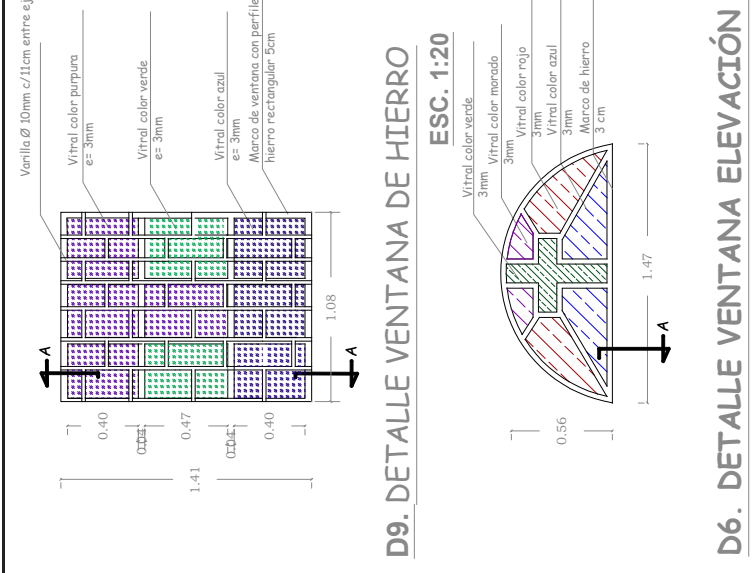 Varilla Ø 10mm c/11cm entre ej
Vitral color purpura
e= 3mm
Vitral color verde
e= 3mm
Vitral color azul
e= 3mm
Marco de ventana con perfile
hierro rectangular 5cm
A
A
0.40
0.04
0.47
0.04
0.40
1.41
1.08
D9. DETALLE VENTANA DE HIERRO
ESC. 1:20
Vitral color verde
3mm
Vitral color morado
3mm
Vitral color rojo
3mm
Vitral color azul
3mm
Marco de hierro
3 cm
A
0.56
1.47
D6. DETALLE VENTANA ELEVACIÓN